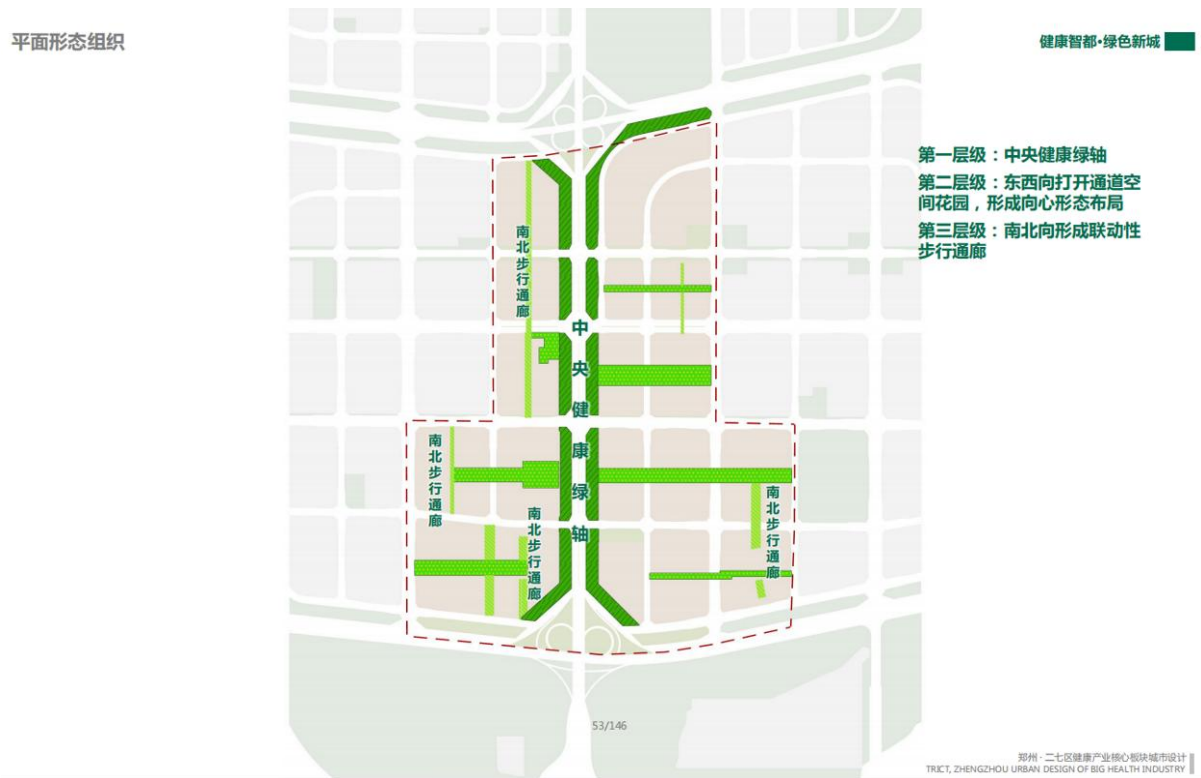 平面形态组织
健康智都•绿色新城
第一层级：中央健康绿轴
第二层级：东西向打开通道空
间花园，形成向心形态布局
第三层级：南北向形成联动性
步行通廊
南北步行通廊
中央健康绿轴
南北步行通廊
南北步行通廊
南北步行通廊
53/146
郑州·二七区健康产业核心板块城市设计
TRICT, ZHENGZHOU URBAN DESIGN OF BIG HEALTH INDUSTRY